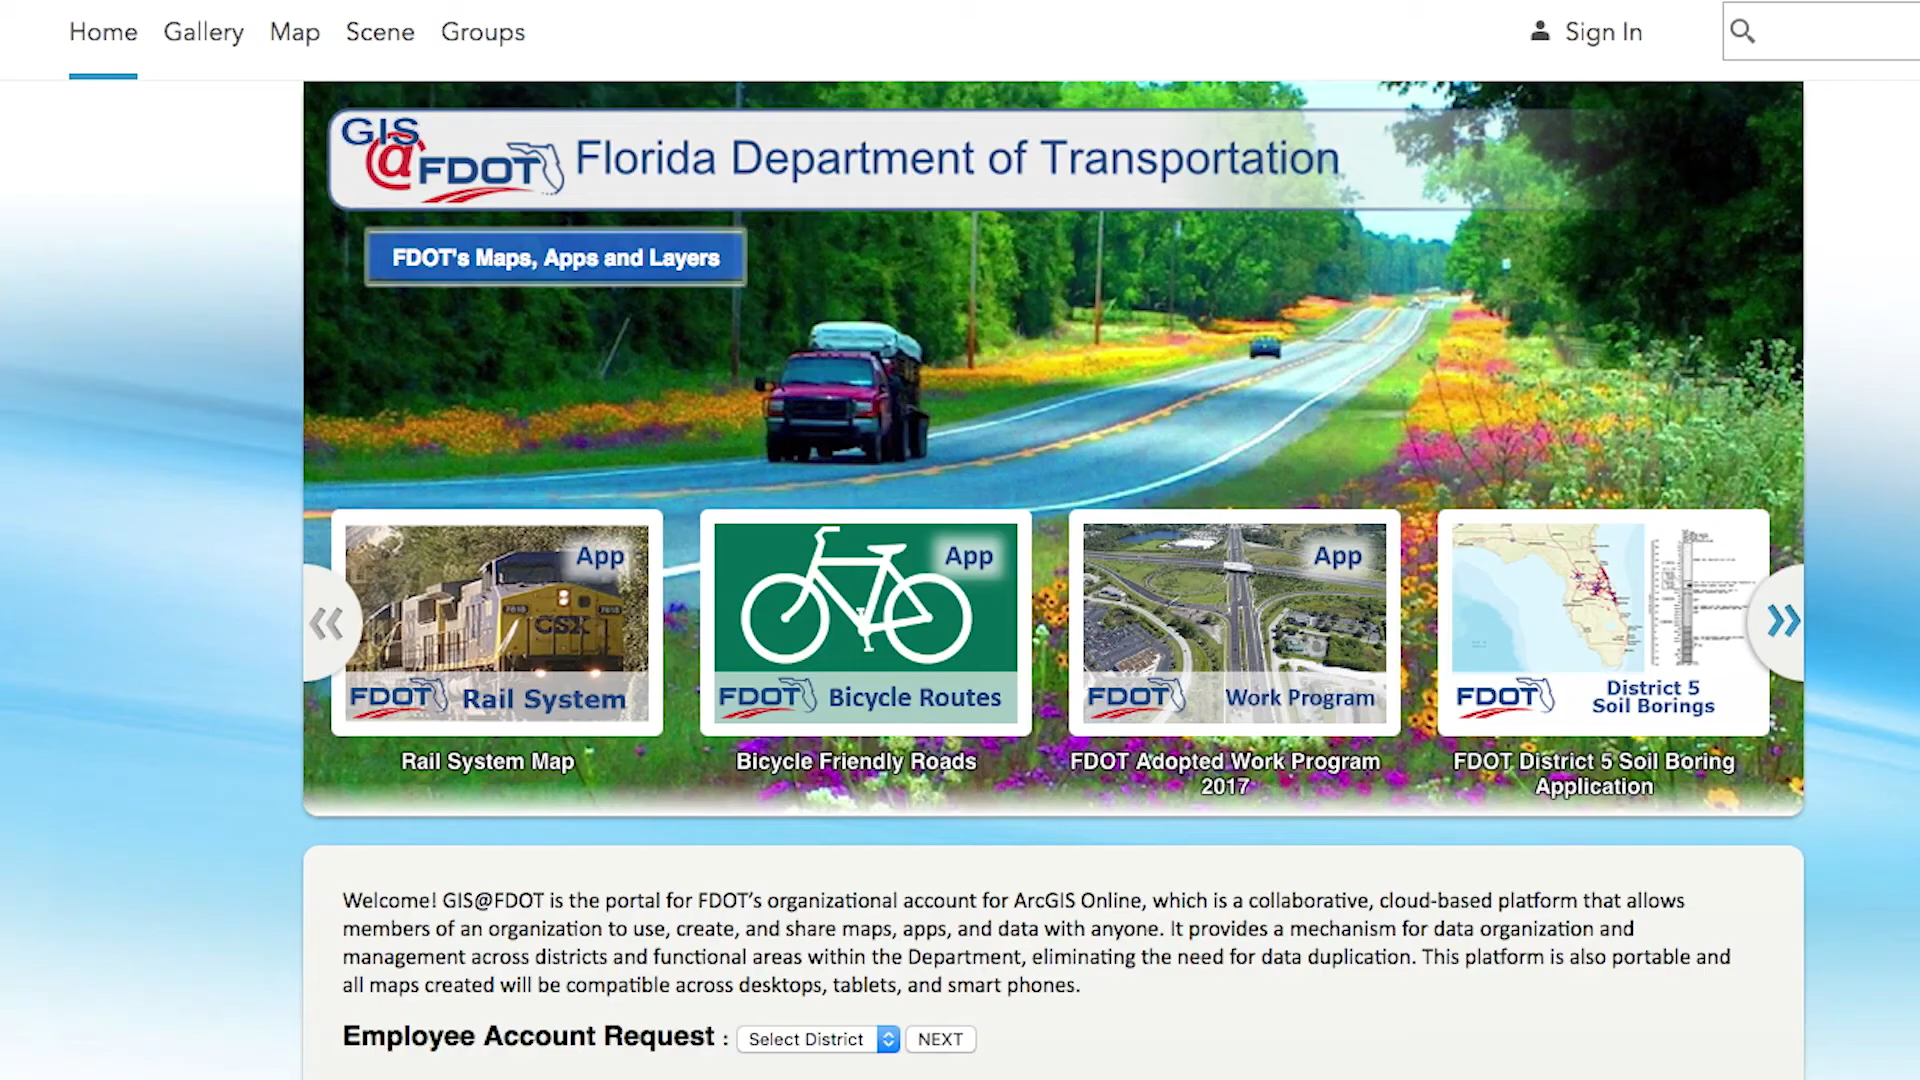 Home Gallery Map Scene Groups Sign In
GIS
@FDOT Florida Department of Transportation
FDOT's Maps, Apps and Layers
App
CSX
FDOT Rail System
Rail System Map
App
FDOT Bicycle Routes
Bicycle Friendly Roads
App
FDOT Work Program
FDOT Adopted Work Program
2017
FDOT District 5
Soil Borings
FDOT District 5 Soil Boring
Application
Welcome! GIS@FDOT is the portal for FDOT’s organizational account for ArcGIS Online, which is a collaborative, cloud-based platform that allows
members of an organization to use, create, and share maps, apps, and data with anyone. It provides a mechanism for data organization and
management across districts and functional areas within the Department, eliminating the need for data duplication. This platform is also portable and
all maps created will be compatible across desktops, tablets, and smart phones.
Employee Account Request : Select District NEXT